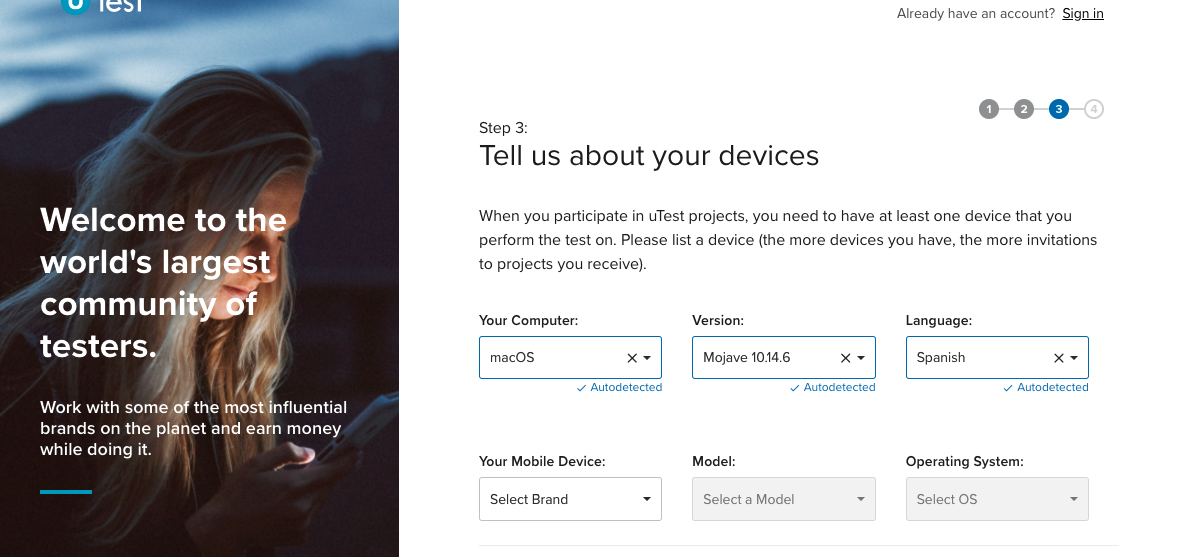 uTest
Already have an account? Sign in
1 2 3 4
Step 3:
Tell us about your devices
Welcome to the
world's largest
community of
testers.
Work with some of the most influential
brands on the planet and earn money
while doing it.
When you participate in uTest projects, you need to have at least one device that you
perform the test on. Please list a device (the more devices you have, the more invitations
to projects you receive).
Your Computer: Version: Language:
macOS Mojave 10.14.6 Spanish
Autodetected Autodetected Autodetected
Your Mobile Device: Model: Operating System:
Select Brand Select a Model Select OS